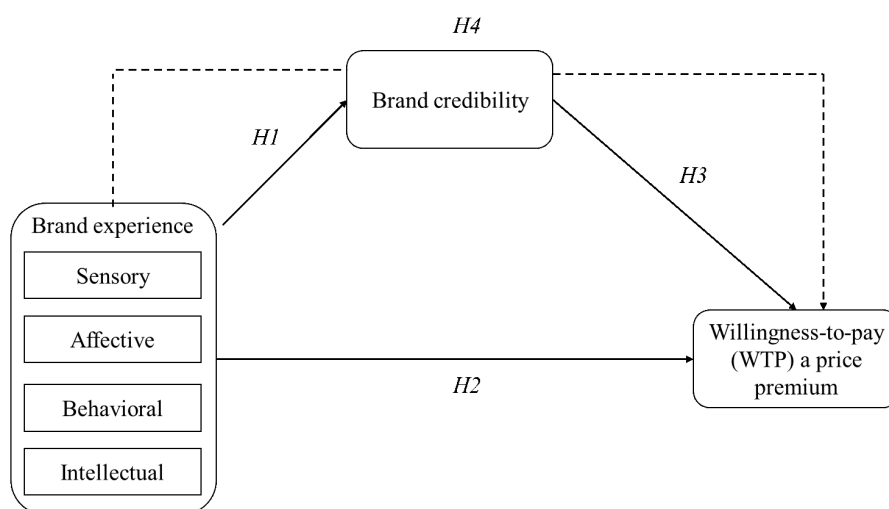 H4
Brand credibility
H1
H3
Brand experience
Sensory
Affective
Behavioral
Intellectual
Willingness-to-pay
(WTP) a price
premium
H2